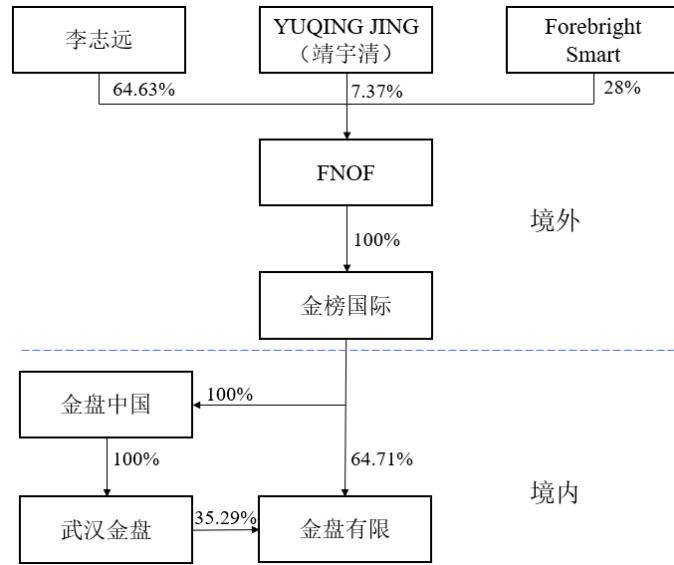 李志远
YUQING JING
（靖宇清）
Forebright
Smart
64.63%
7.37%
28%
FNOF
境外
100%
金榜国际
金盘中国
100%
100%
64.71%
境内
武汉金盘
35.29%
金盘有限